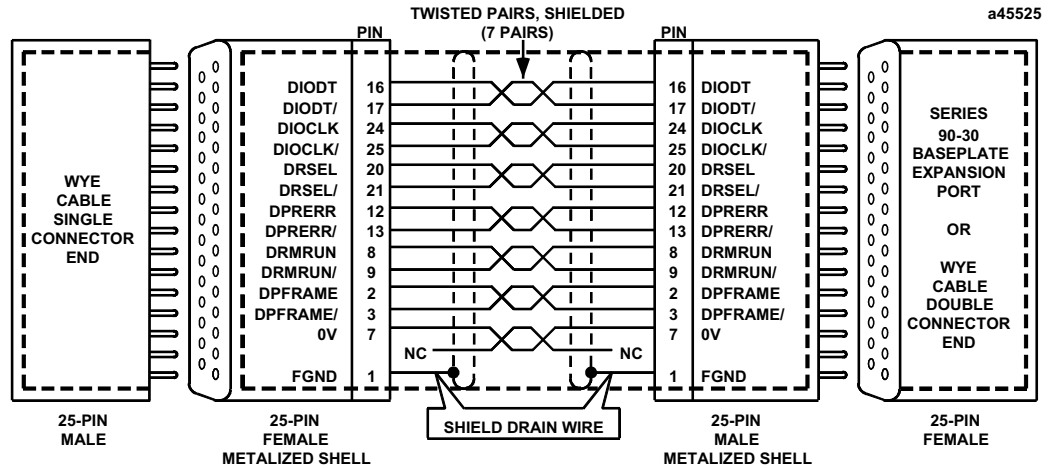 a45525
TWISTED PAIRS, SHIELDED
(7 PAIRS)
PIN
PIN
WYE
CABLE
SINGLE
CONNECTOR
END
DIODT 16
DIODT/ 17
DIOCLK 24
DIOCLK/ 25
DRSEL 20
DRSEL/ 21
DPRERR 12
DPRERR/ 13
DRMRUN 8
DRMRUN/ 9
DPFRAME 2
DPFRAME/ 3
0V 7
FGND 1
NC
NC
16 DIODT
17 DIODT/
24 DIOCLK
25 DIOCLK/
20 DRSEL
21 DRSEL/
12 DPRERR
13 DPRERR/
8 DRMRUN
9 DRMRUN/
2 DPFRAME
3 DPFRAME/
7 0V
1 FGND
SERIES
90-30
BASEPLATE
EXPANSION
PORT
OR
WYE
CABLE
DOUBLE
CONNECTOR
END
SHIELD DRAIN WIRE
25-PIN
MALE
25-PIN
FEMALE
METALIZED SHELL
25-PIN
MALE
METALIZED SHELL
25-PIN
FEMALE